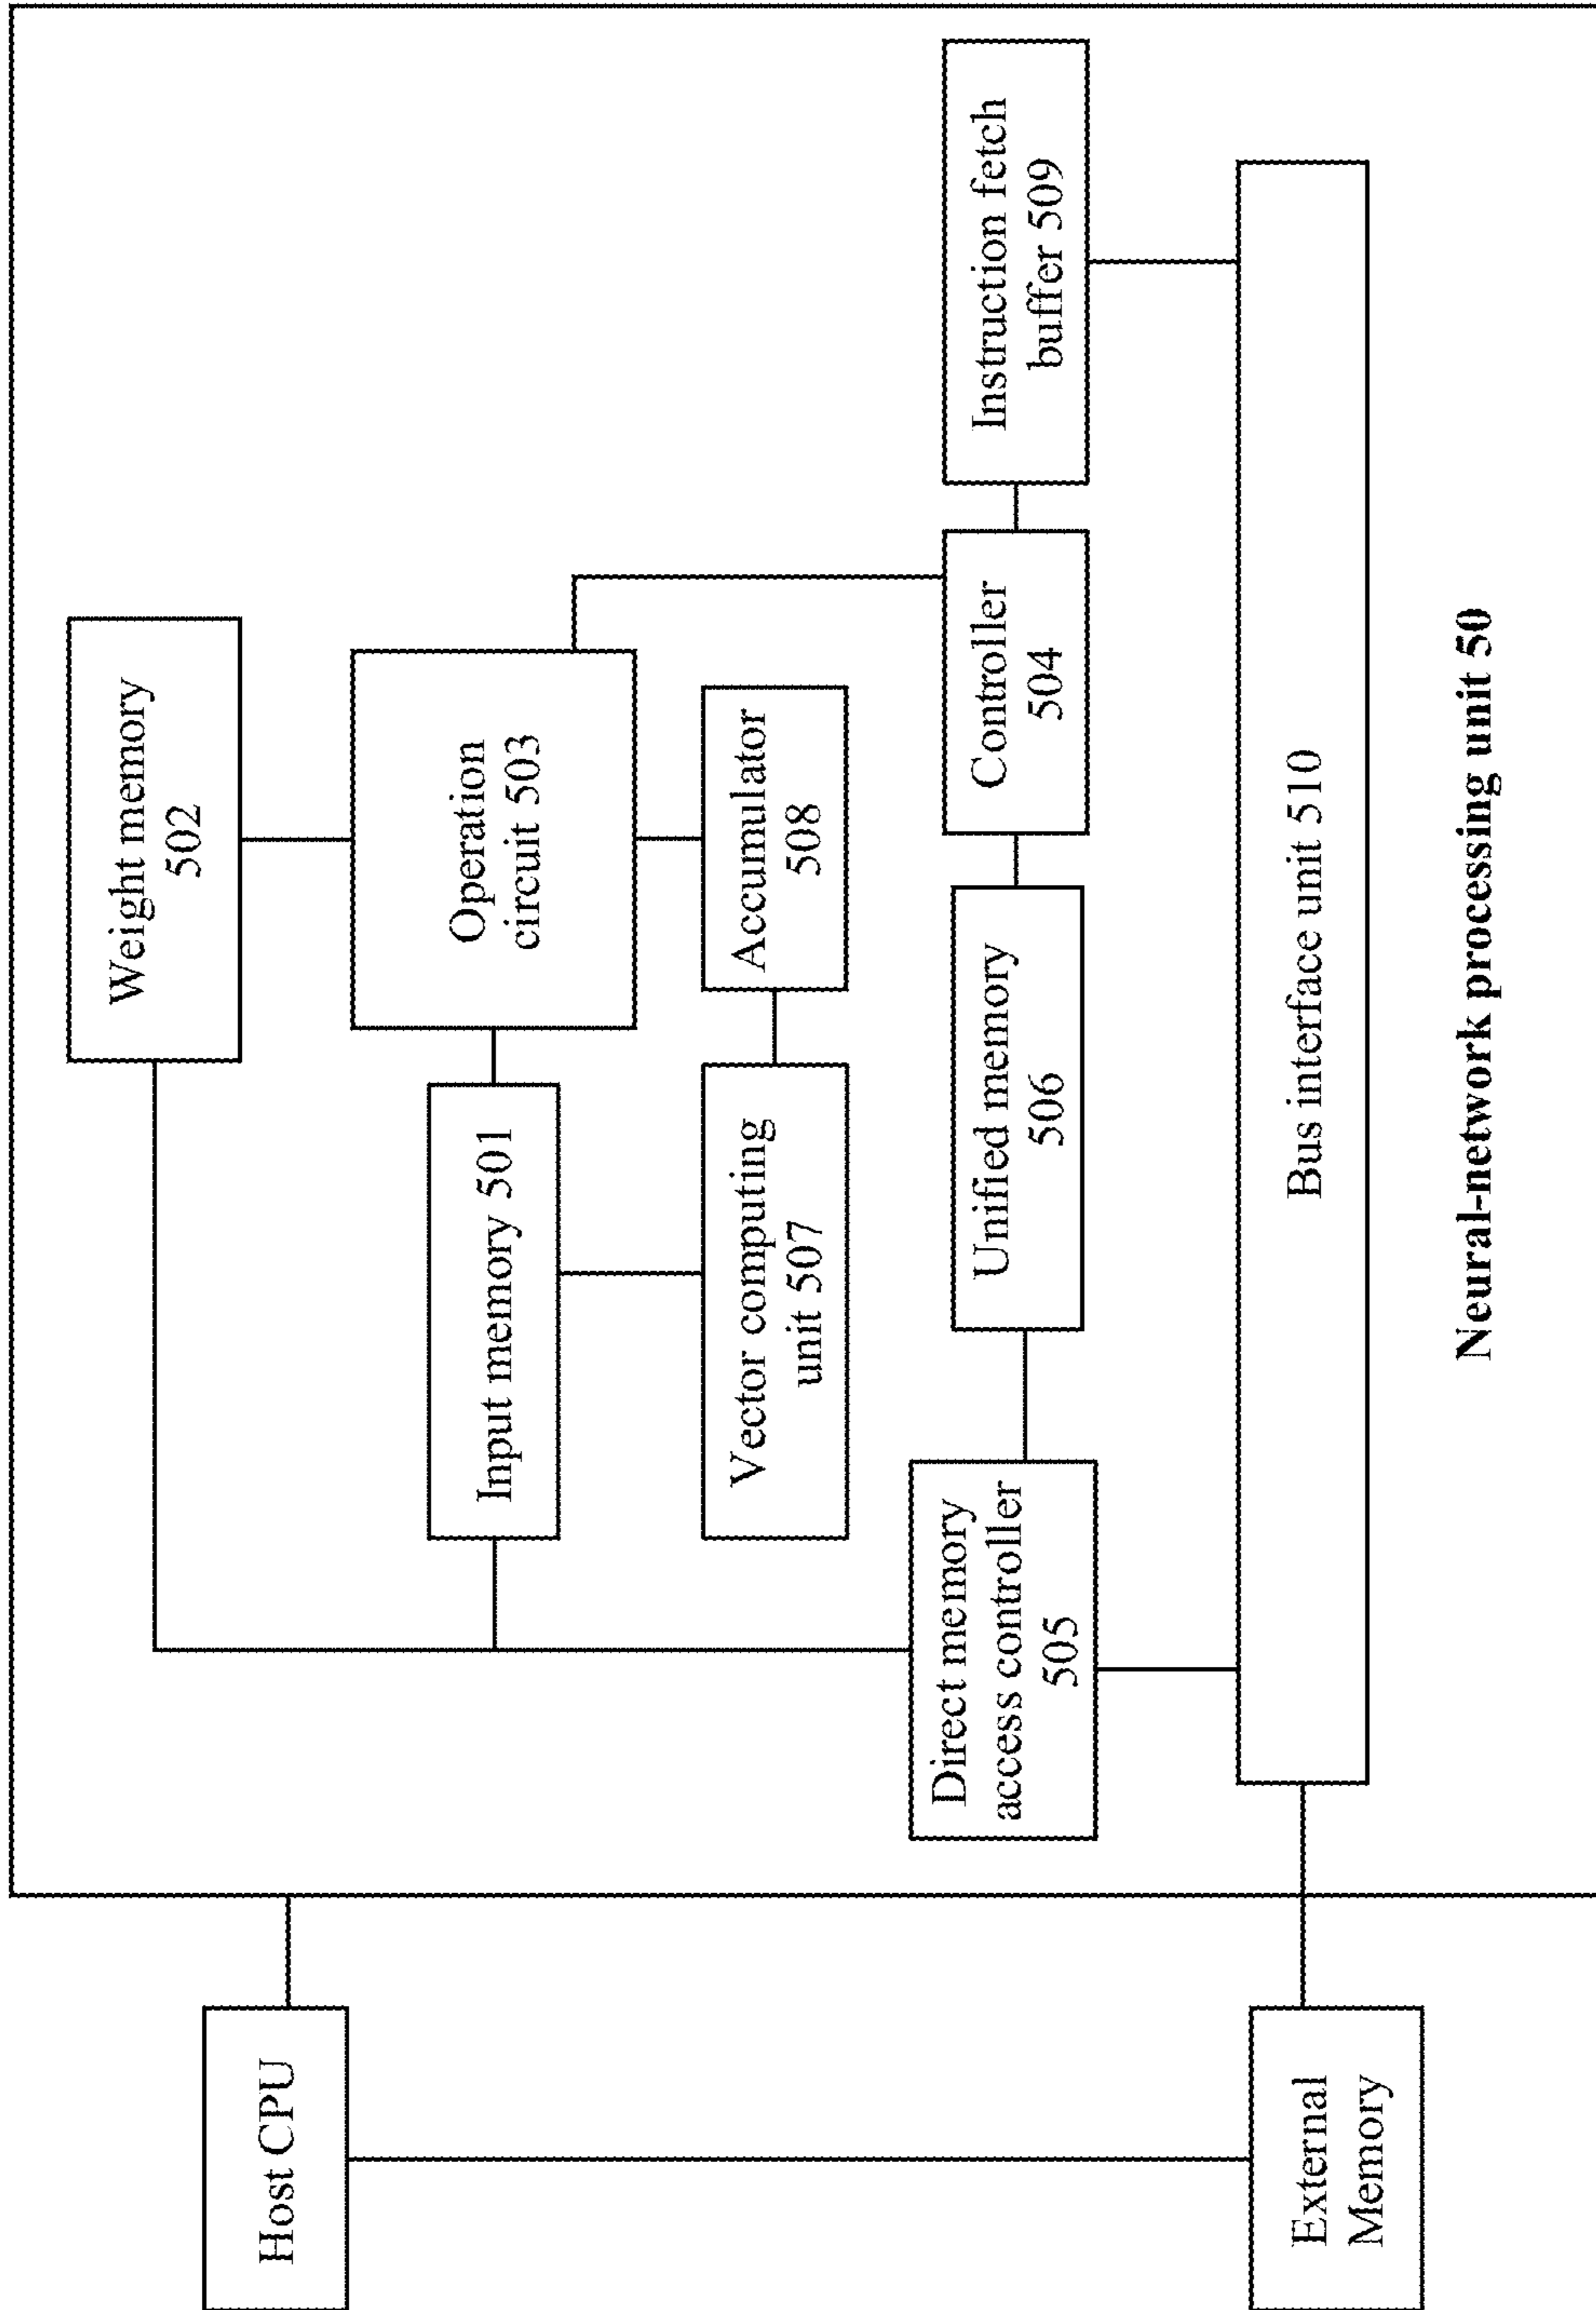 Host CPU
External
Memory
Weight memory
502
Operation
circuit 503
Input memory 501
Accumulator
508
Vector computing
unit 507
Direct memory
access controller
505
Unified memory
506
Controller
504
Instruction fetch
buffer 509
Bus interface unit 510
Neural-network processing unit 50